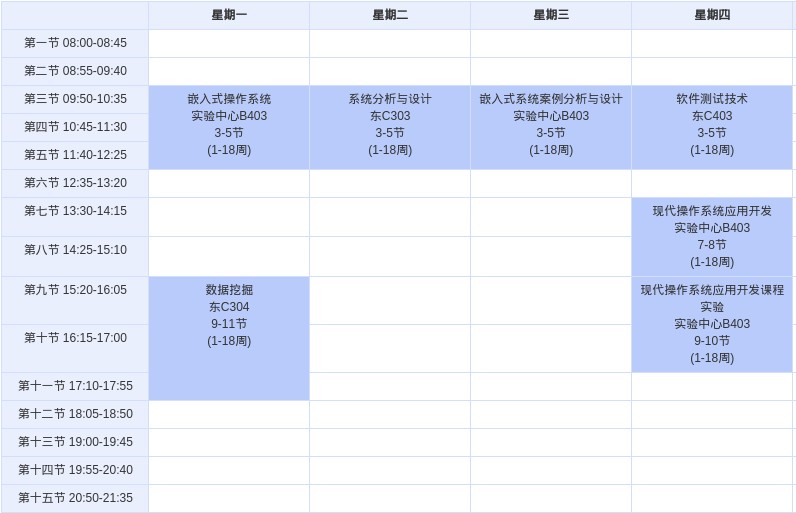 星期一 星期二 星期三 星期四
第一节 08:00-08:45
第二节 08:55-09:40
第三节 09:50-10:35
第四节 10:45-11:30
第五节 11:40-12:25
嵌入式操作系统
实验中心B403
3-5节
(1-18周)
系统分析与设计
东C303
3-5节
(1-18周)
嵌入式系统案例分析与设计
实验中心B403
3-5节
(1-18周)
软件测试技术
东C403
3-5节
(1-18周)
第六节 12:35-13:20
第七节 13:30-14:15
第八节 14:25-15:10
现代操作系统应用开发
实验中心B403
7-8节
(1-18周)
第九节 15:20-16:05
第十节 16:15-17:00
第十一节 17:10-17:55
数据挖掘
东C304
9-11节
(1-18周)
现代操作系统应用开发课程
实验
实验中心B403
9-10节
(1-18周)
第十二节 18:05-18:50
第十三节 19:00-19:45
第十四节 19:55-20:40
第十五节 20:50-21:35